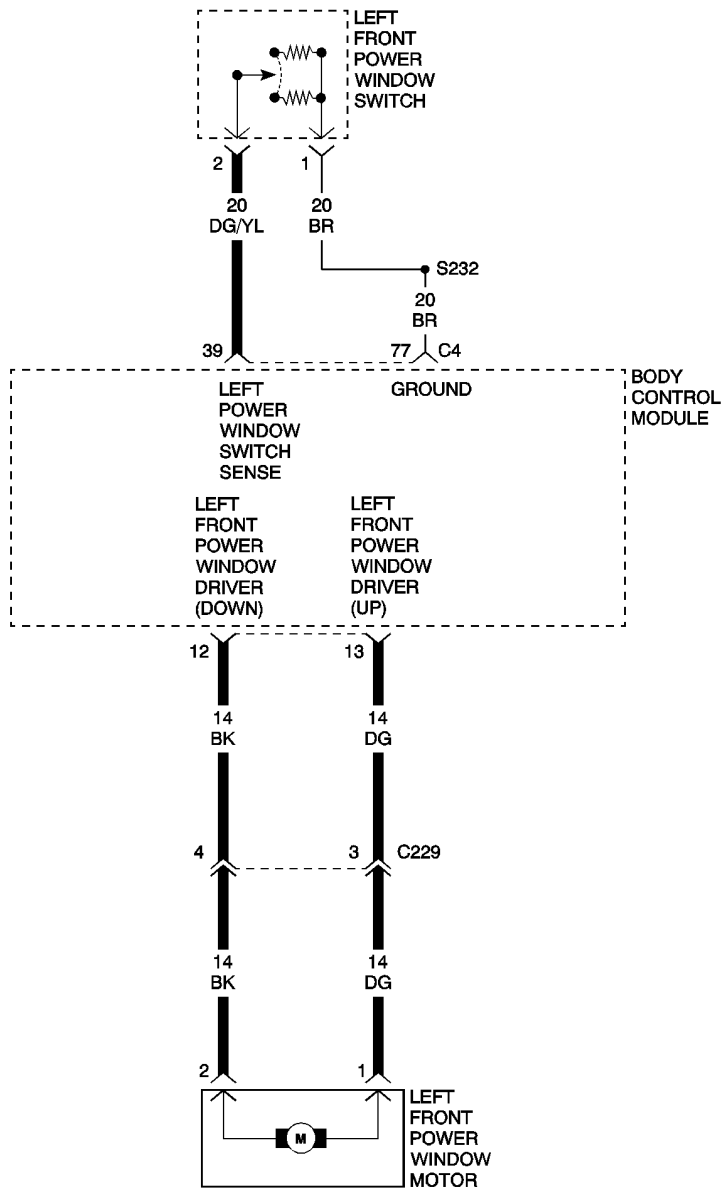 LEFT
FRONT
POWER
WINDOW
SWITCH
2
1
20
DG/YL
20
BR
S232
20
BR
39
77
C4
BODY
CONTROL
MODULE
LEFT
POWER
WINDOW
SWITCH
SENSE
GROUND
LEFT
FRONT
POWER
WINDOW
DRIVER
(DOWN)
LEFT
FRONT
POWER
WINDOW
DRIVER
(UP)
12
13
14
BK
14
DG
4
3
C229
14
BK
14
DG
2
1
M
LEFT
FRONT
POWER
WINDOW
MOTOR